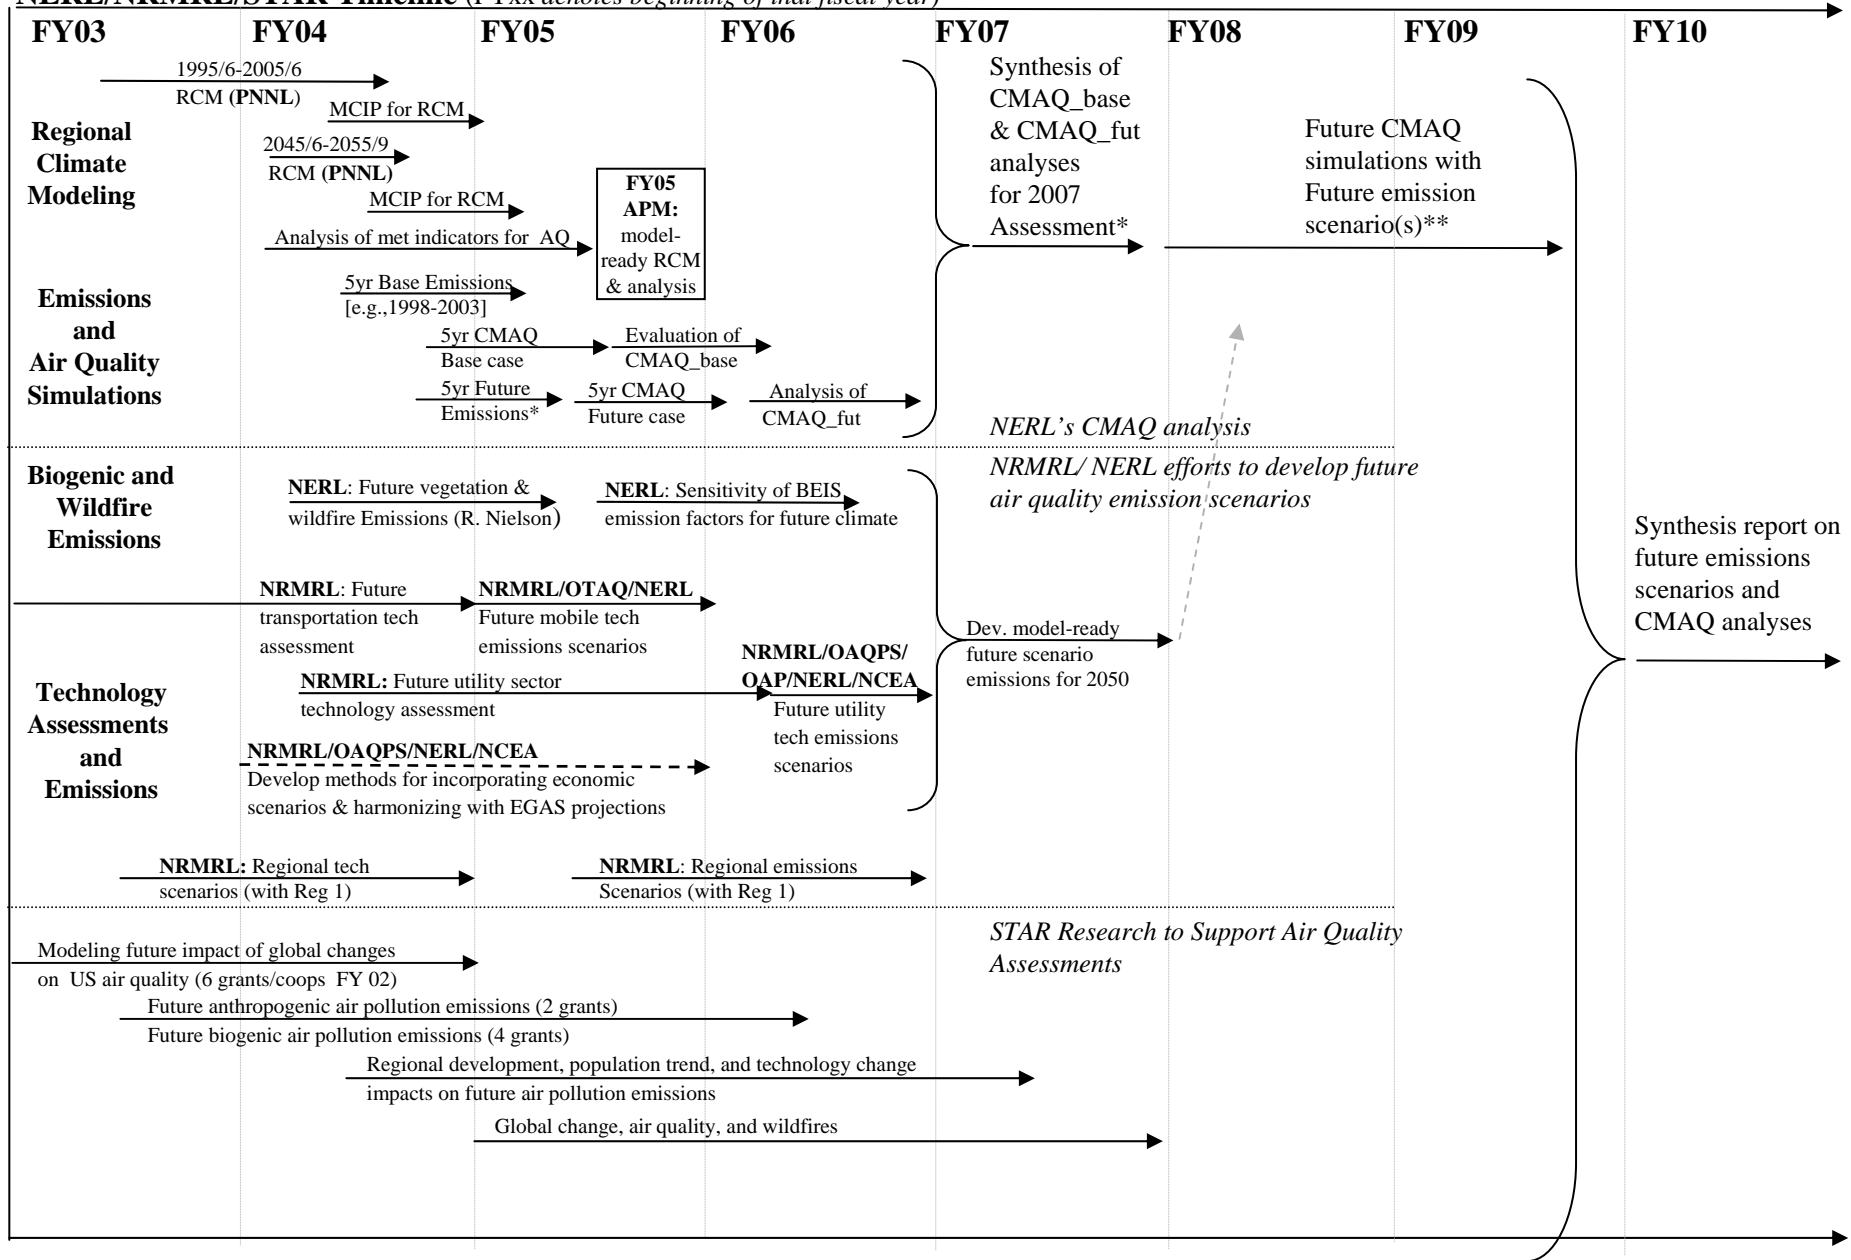 NERL/NRMRL/STAR Timeline (FYxx denotes beginning of that fiscal year)
FY03 FY04 FY05 FY06 FY07 FY08 FY09 FY10
1995/6-2005/6
RCM (PNNL)
MCIP for RCM
Regional
Climate
Modeling
2045/6-2055/9
RCM (PNNL)
MCIP for RCM
Analysis of met indicators for AQ
FY05
APM:
model-
ready RCM
& analysis
Synthesis of
CMAQ_base
& CMAQ_fut
analyses
for 2007
Assessment*
Future CMAQ
simulations with
Future emission
scenario(s)**
Emissions
and
Air Quality
Simulations
5yr Base Emissions
[e.g.,1998-2003]
5yr CMAQ
Base case
Evaluation of
CMAQ_base
5yr Future
Emissions*
5yr CMAQ
Future case
Analysis of
CMAQ_fut
NERL's CMAQ analysis
NRMRL/ NERL efforts to develop future
air quality emission scenarios
Biogenic and
Wildfire
Emissions
NERL: Future vegetation &
wildfire Emissions (R. Nielson)
NERL: Sensitivity of BEIS
emission factors for future climate
Synthesis report on
future emissions
scenarios and
CMAQ analyses
NRMRL: Future
transportation tech
assessment
NRMRL/OTAQ/NERL
Future mobile tech
emissions scenarios
Dev. model-ready
future scenario
emissions for 2050
Technology
Assessments
and
Emissions
NRMRL: Future utility sector
technology assessment
NRMRL/OAQPS/
OAP/NERL/NCEA
Future utility
tech emissions
scenarios
NRMRL/OAQPS/NERL/NCEA
Develop methods for incorporating economic
scenarios & harmonizing with EGAS projections
NRMRL: Regional tech
scenarios (with Reg 1)
NRMRL: Regional emissions
Scenarios (with Reg 1)
STAR Research to Support Air Quality
Assessments
Modeling future impact of global changes
on US air quality (6 grants/coops FY 02)
Future anthropogenic air pollution emissions (2 grants)
Future biogenic air pollution emissions (4 grants)
Regional development, population trend, and technology change
impacts on future air pollution emissions
Global change, air quality, and wildfires